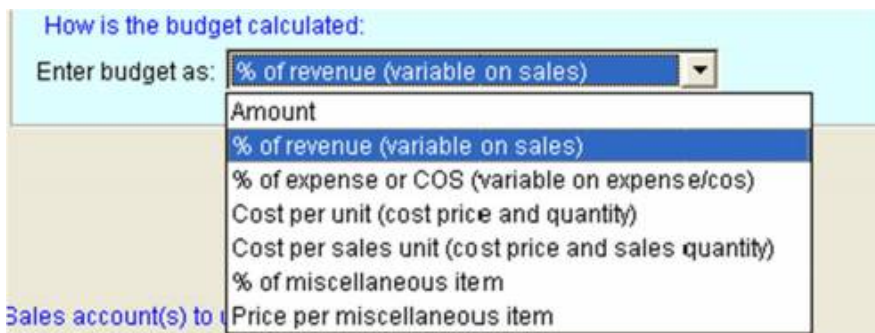 How is the budget calculated:
Enter budget as: % of revenue (variable on sales)
Amount
% of revenue (variable on sales)
% of expense or COS (variable on expense/cos)
Cost per unit (cost price and quantity)
Cost per sales unit (cost price and sales quantity)
% of miscellaneous item
Sales account(s) to Price per miscellaneous item